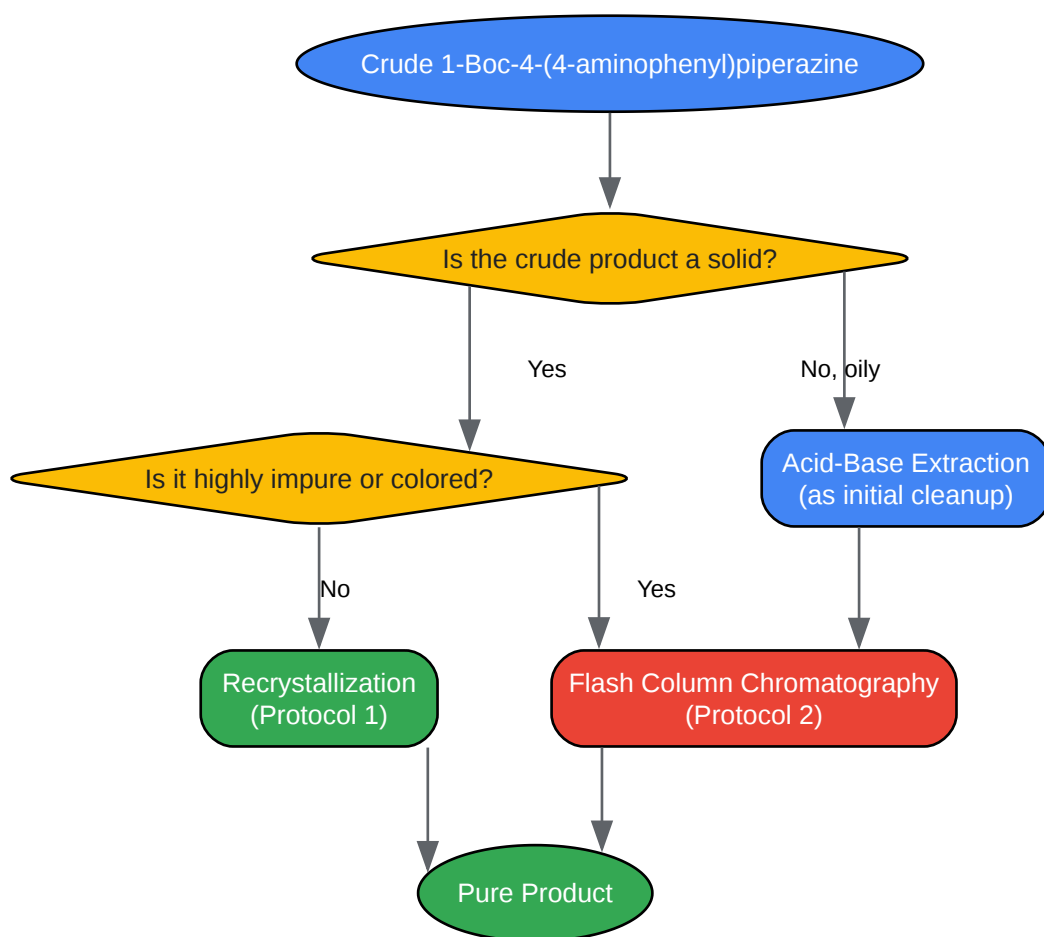 Crude 1-Boc-4-(4-aminophenyl)piperazine
Is the crude product a solid?
Yes
No, oily
Is it highly impure or colored?
Acid-Base Extraction
(as initial cleanup)
No
Yes
Recrystallization
(Protocol 1)
Flash Column Chromatography
(Protocol 2)
Pure Product